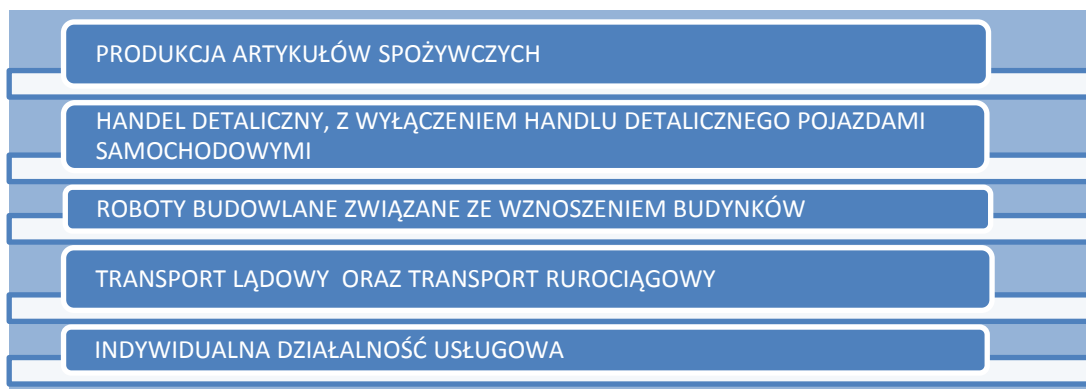 PRODUKCJA ARTYKUŁÓW SPOŻYWCZYCH
HANDEL DETALICZNY, Z WYŁĄCZENIEM HANDLU DETALICZNEGO POJAZDAMI
SAMOCHODOWYMI
ROBOTY BUDOWLANE ZWIĄZANE ZE WZNOSZENIEM BUDYNKÓW
TRANSPORT LĄDOWY ORAZ TRANSPORT RUROCIĄGOWY
INDYWIDUALNA DZIAŁALNOŚĆ USŁUGOWA